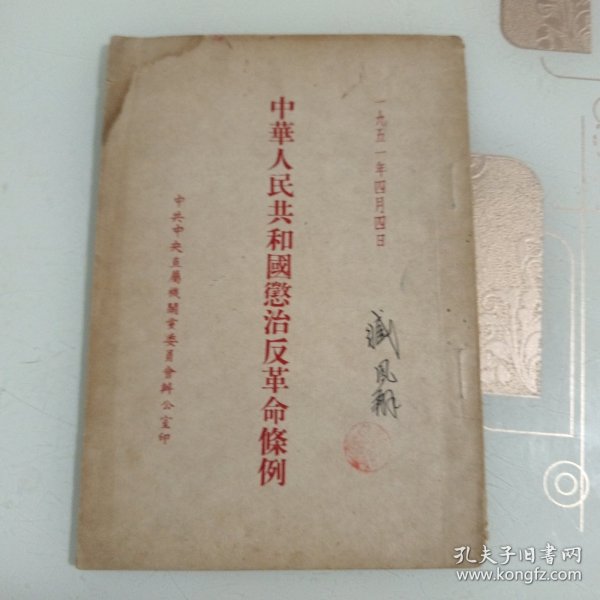 一九五一年四月四日
中華人民共和國懲治反革命條例
中共中央直屬機關黨委員會辦公室印
孔夫子旧书网
www.kongfz.com